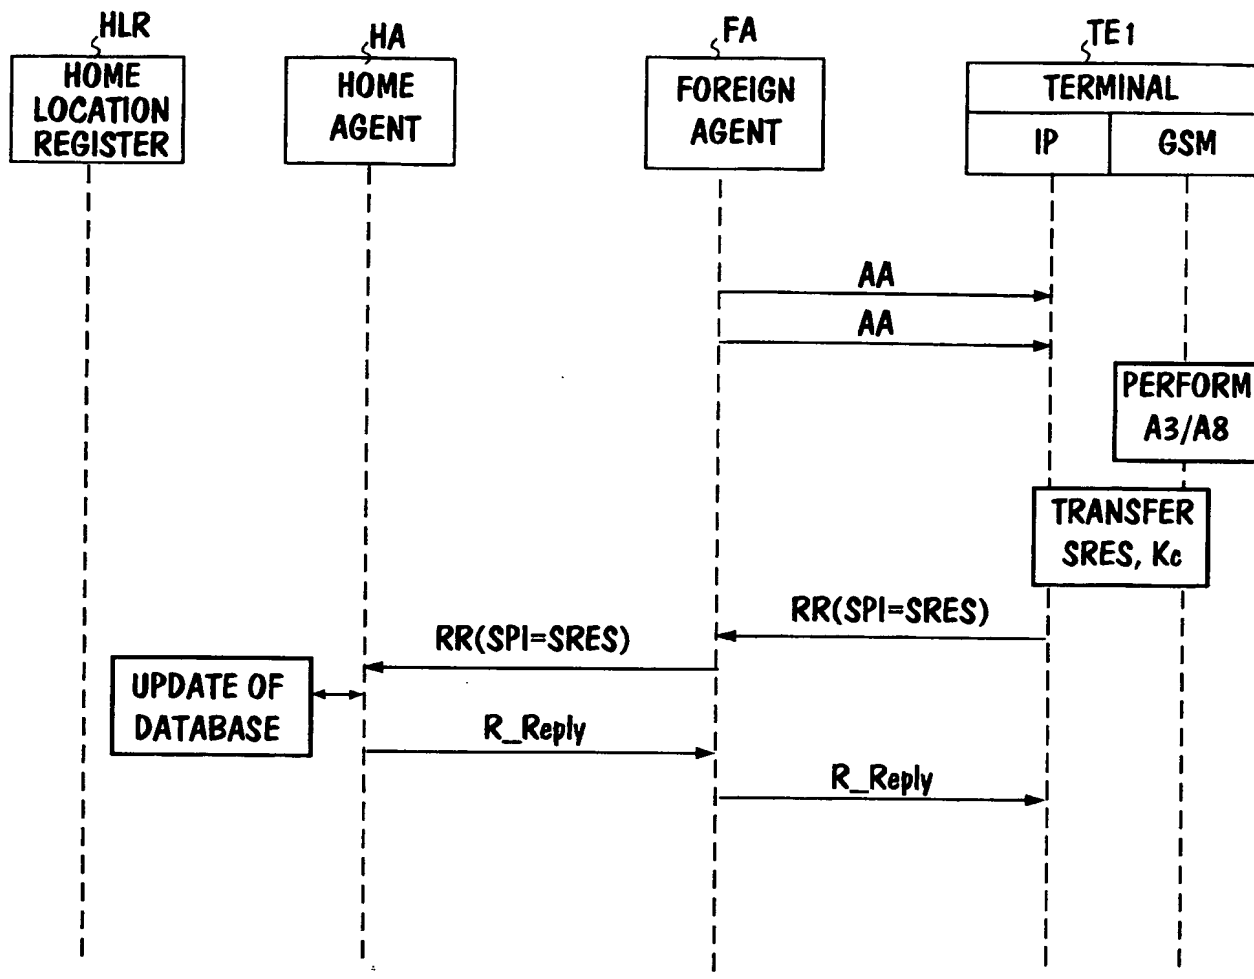 HLR
HA
FA
TE1
HOME
LOCATION
REGISTER
HOME
AGENT
FOREIGN
AGENT
TERMINAL
IP
GSM
AA
AA
PERFORM
A3/A8
TRANSFER
SRES, Kc
RR(SPI=SRES)
RR(SPI=SRES)
UPDATE OF
DATABASE
R_Reply
R_Reply